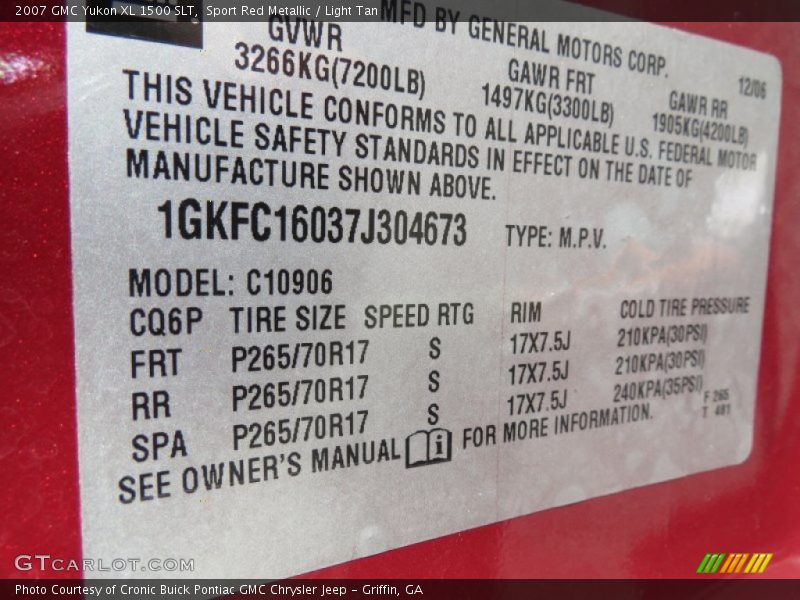 2007 GMC Yukon XL 1500 SLT, Sport Red Metallic / Light Tan
MFD BY GENERAL MOTORS CORP.
12/06
GVWR GAWR FRT GAWR RR
3266KG(7200LB) 1497KG(3300LB) 1905KG(4200LB)
THIS VEHICLE CONFORMS TO ALL APPLICABLE U.S. FEDERAL MOTOR
VEHICLE SAFETY STANDARDS IN EFFECT ON THE DATE OF
MANUFACTURE SHOWN ABOVE.
1GKFC16037J304673 TYPE: M.P.V.
MODEL: C10906
CQ6P TIRE SIZE SPEED RTG RIM COLD TIRE PRESSURE
FRT P265/70R17 S 17X7.5J 210KPA(30PSI)
RR P265/70R17 S 17X7.5J 210KPA(30PSI)
SPA P265/70R17 S 17X7.5J 240KPA(35PSI)
F 265
T 481
SEE OWNER'S MANUAL i FOR MORE INFORMATION.
GTCARLOT.COM
Photo Courtesy of Cronic Buick Pontiac GMC Chrysler Jeep – Griffin, GA